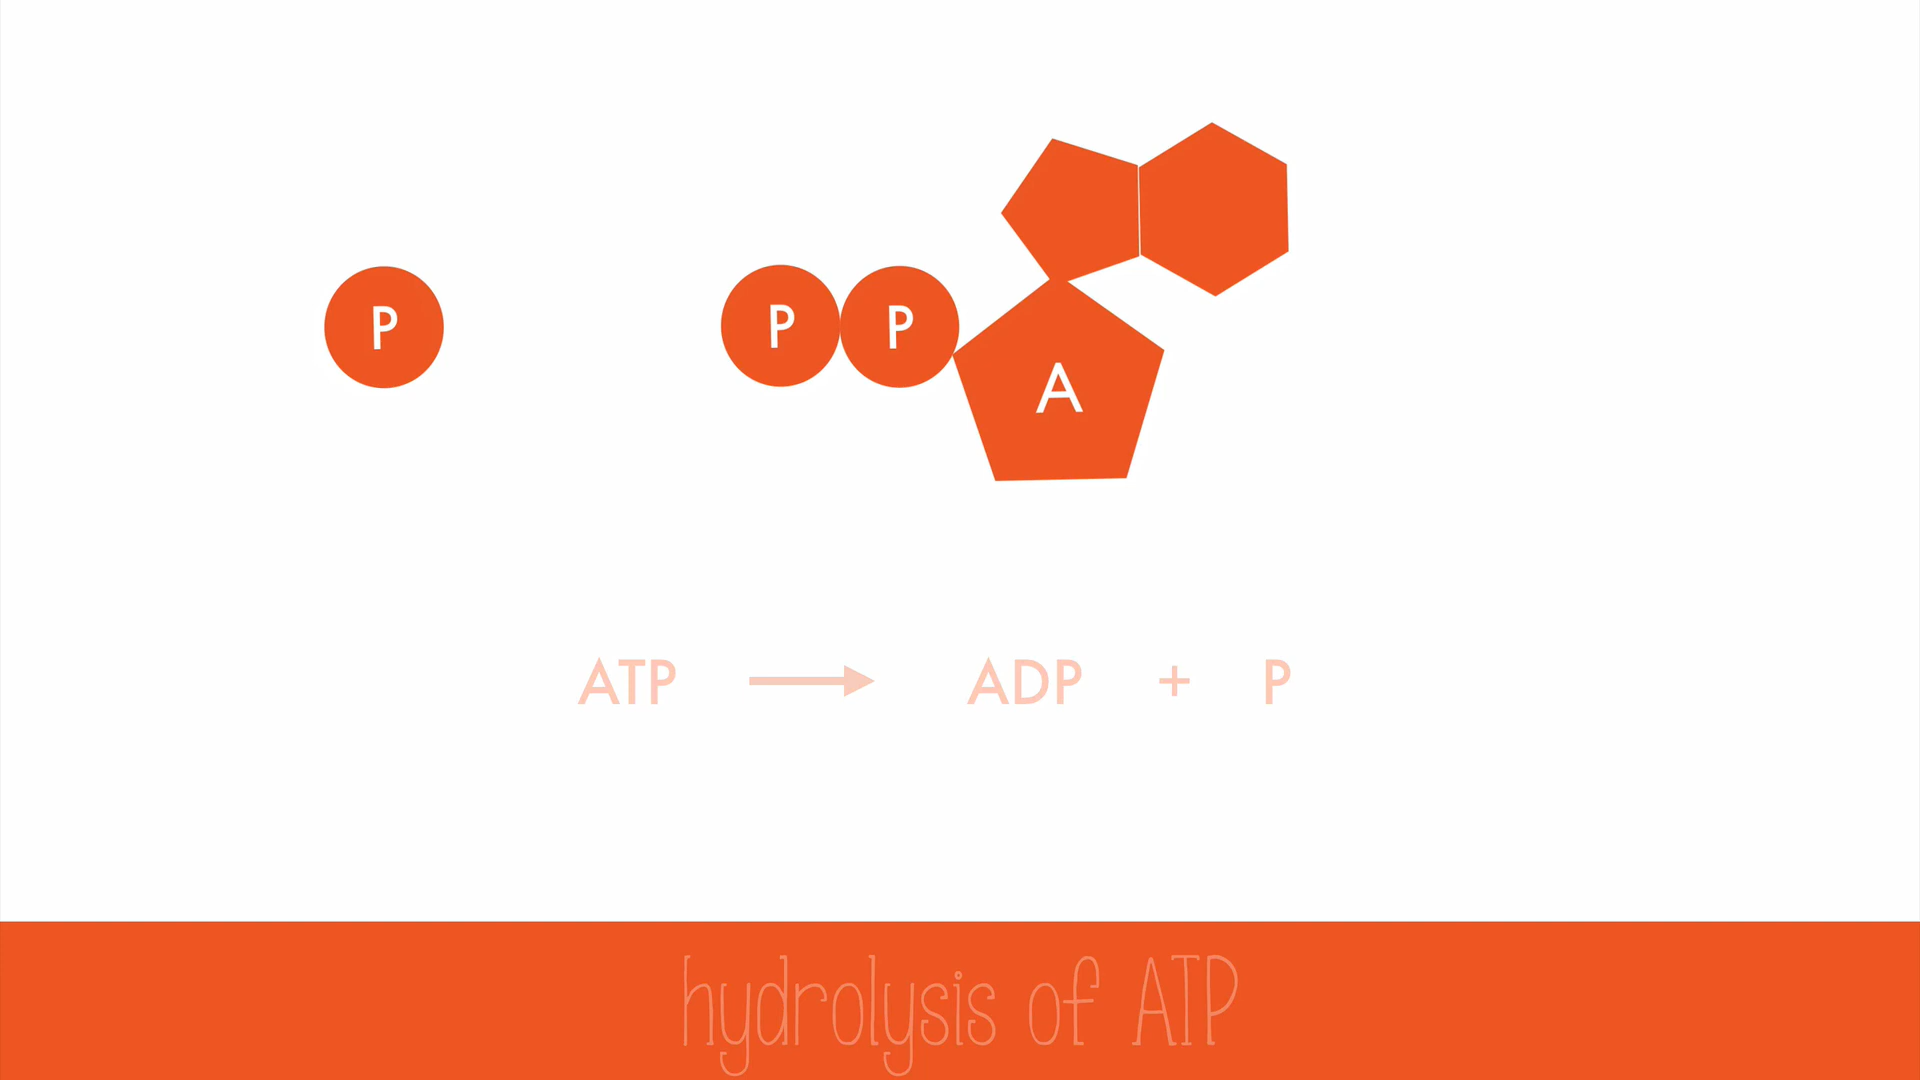 P P P
A
ATP → ADP + P
hydrolysis of ATP